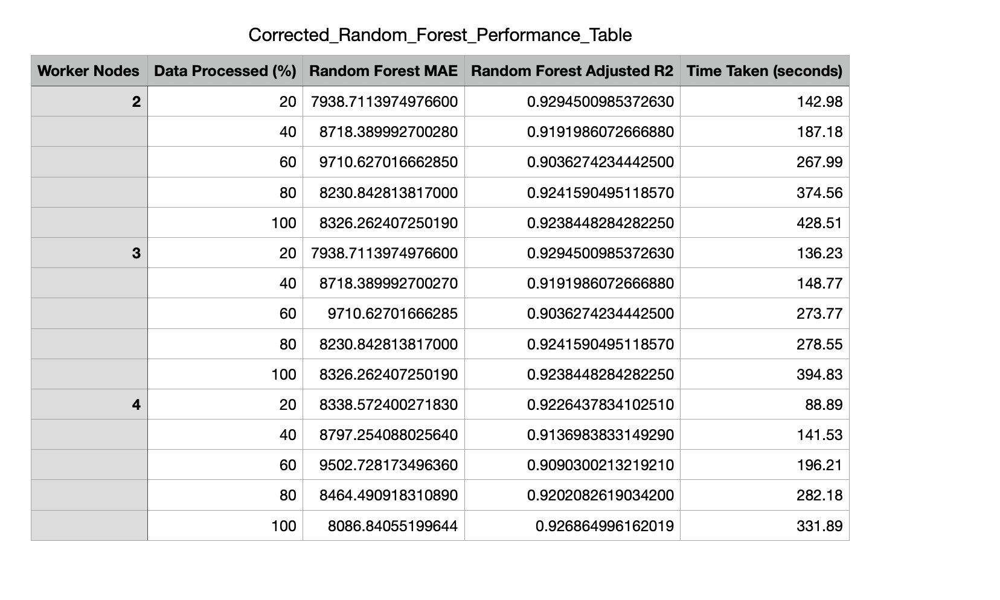 Corrected_Random_Forest_Performance_Table
Worker Nodes Data Processed (%) Random Forest MAE Random Forest Adjusted R2 Time Taken (seconds)
2 20 7938.7113974976600 0.9294500985372630 142.98
40 8718.389992700280 0.9191986072666880 187.18
60 9710.627016662850 0.9036274234442500 267.99
80 8230.842813817000 0.9241590495118570 374.56
100 8326.262407250190 0.9238448284282250 428.51
3 20 7938.7113974976600 0.9294500985372630 136.23
40 8718.389992700270 0.9191986072666880 148.77
60 9710.62701666285 0.9036274234442500 273.77
80 8230.842813817000 0.9241590495118570 278.55
100 8326.262407250190 0.9238448284282250 394.83
4 20 8338.572400271830 0.9226437834102510 88.89
40 8797.254088025640 0.9136983833149290 141.53
60 9502.728173496360 0.9090300213219210 196.21
80 8464.490918310890 0.9202082619034200 282.18
100 8086.84055199644 0.926864996162019 331.89